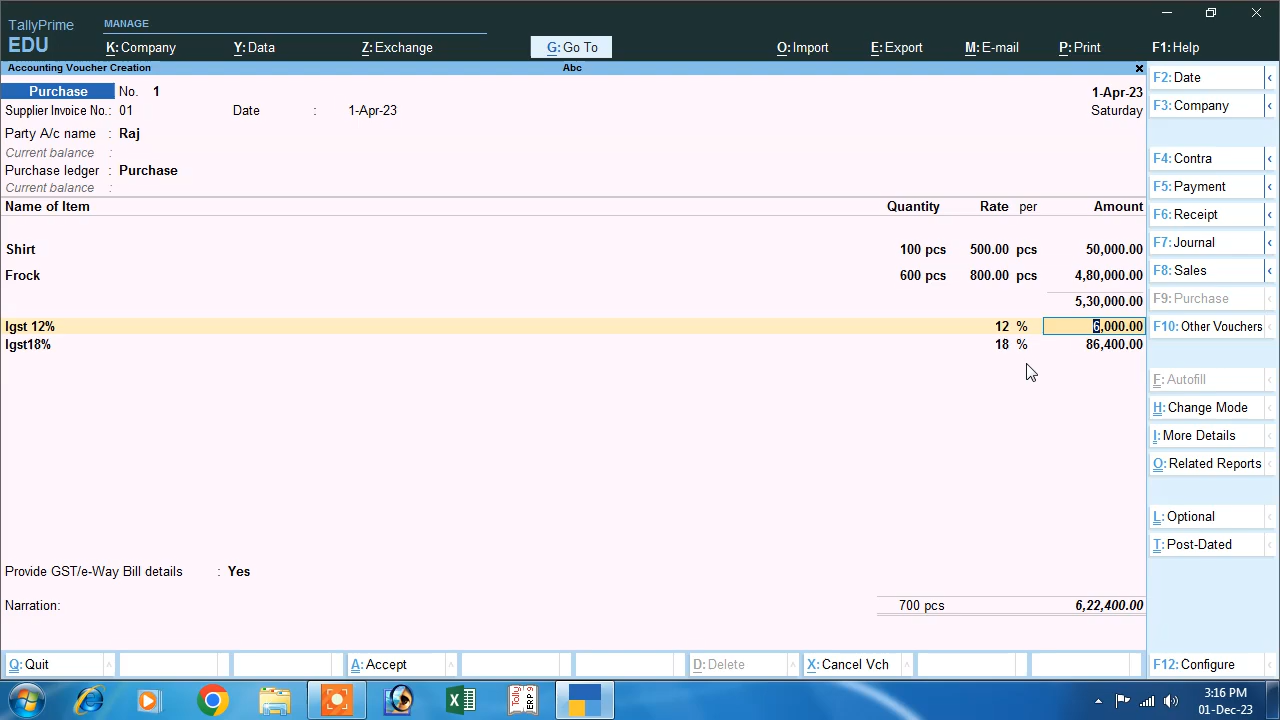 TallyPrime
EDU
MANAGE
K: Company
Y: Data
Z: Exchange
G: Go To
O: Import
E: Export
M: E-mail
P: Print
F1: Help
Accounting Voucher Creation
Abc
Purchase No. 1
1-Apr-23
Supplier Invoice No.: 01 Date : 1-Apr-23
Saturday
Party A/c name : Raj
Current balance :
Purchase ledger : Purchase
Current balance :
Name of Item Quantity Rate per Amount
Shirt 100 pcs 500.00 pcs 50,000.00
Frock 600 pcs 800.00 pcs 4,80,000.00
5,30,000.00
Igst 12% 12 % 6,000.00
Igst18% 18 % 86,400.00
Provide GST/e-Way Bill details : Yes
Narration: 700 pcs 6,22,400.00
F2: Date
F3: Company
F4: Contra
F5: Payment
F6: Receipt
F7: Journal
F8: Sales
F9: Purchase
F10: Other Vouchers
F: Autofill
H: Change Mode
I: More Details
O: Related Reports
L: Optional
T: Post-Dated
Q: Quit
A: Accept
D: Delete
X: Cancel Vch
F12: Configure
Tally
ERP 9
3:16 PM
01-Dec-23